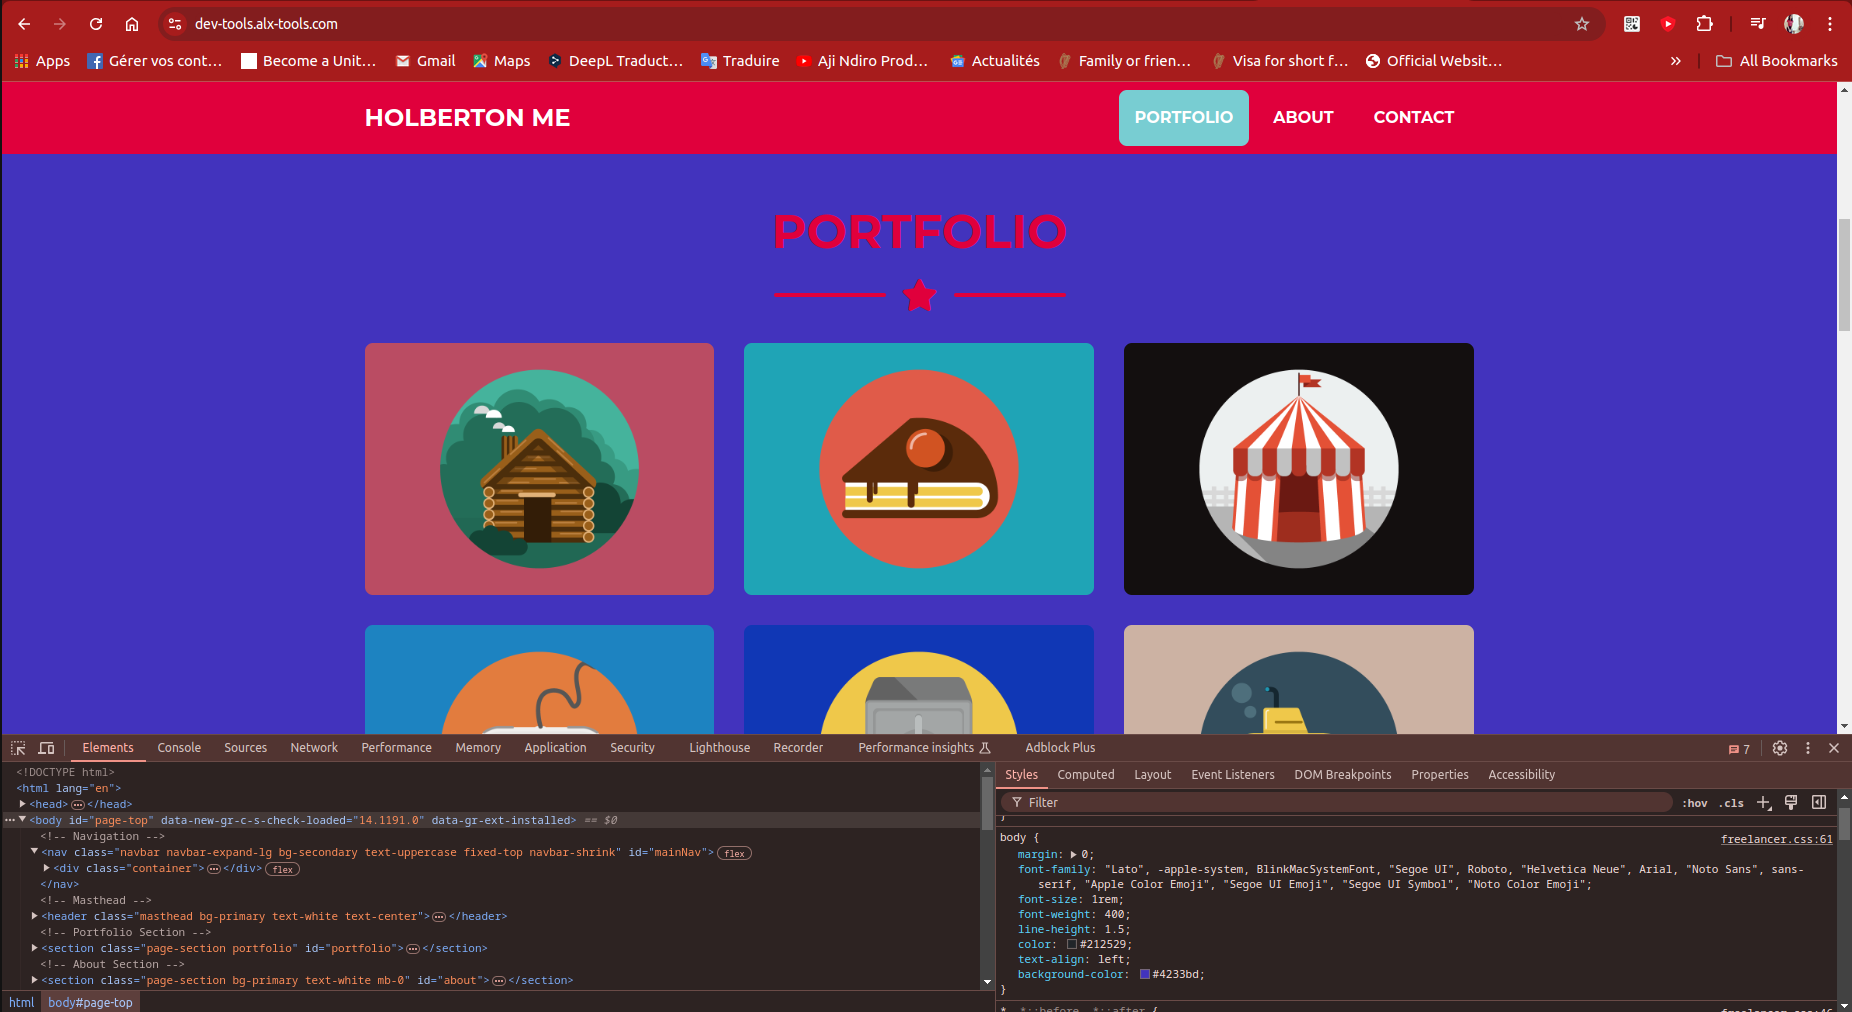 dev-tools.alx-tools.com
Apps Gérer vos cont... Become a Unit... Gmail Maps DeepL Traduct... Traduire Aji Ndiro Prod... Actualités Family or frien... Visa for short f... Official Websit... » All Bookmarks
HOLBERTON ME PORTFOLIO ABOUT CONTACT
PORTFOLIO
Elements Console Sources Network Performance Memory Application Security Lighthouse Recorder Performance insights Adblock Plus 7
<!DOCTYPE html>
<html lang="en">
<head> ... </head>
... <body id="page-top" data-new-gr-c-s-check-loaded="14.1191.0" data-gr-ext-installed> == $0
<!-- Navigation -->
<nav class="navbar navbar-expand-lg bg-secondary text-uppercase fixed-top navbar-shrink" id="mainNav"> flex
<div class="container"> ... </div> flex
</nav>
<!-- Masthead -->
<header class="masthead bg-primary text-white text-center"> ... </header>
<!-- Portfolio Section -->
<section class="page-section portfolio" id="portfolio"> ... </section>
<!-- About Section -->
<section class="page-section bg-primary text-white mb-0" id="about"> ... </section>
html body#page-top
Styles Computed Layout Event Listeners DOM Breakpoints Properties Accessibility
Filter :hov .cls
}
body { freelancer.css:61
margin: 0;
font-family: "Lato", -apple-system, BlinkMacSystemFont, "Segoe UI", Roboto, "Helvetica Neue", Arial, "Noto Sans", sans-
serif, "Apple Color Emoji", "Segoe UI Emoji", "Segoe UI Symbol", "Noto Color Emoji";
font-size: 1rem;
font-weight: 400;
line-height: 1.5;
color: #212529;
text-align: left;
background-color: #4233bd;
}
*, *::before, *::after {